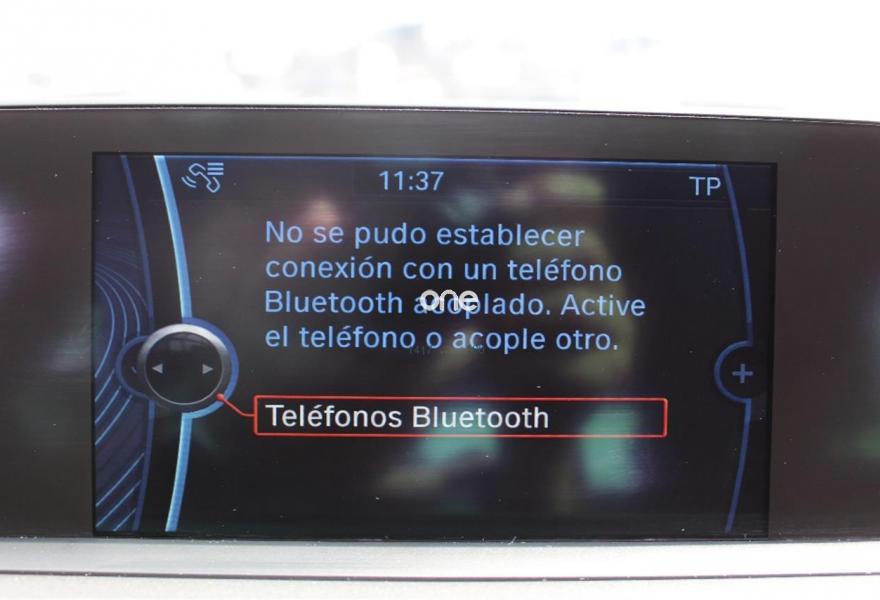 11:37
TP
No se pudo establecer
conexión con un teléfono
Bluetooth acoplado. Active
el teléfono o acople otro.
one
Teléfonos Bluetooth